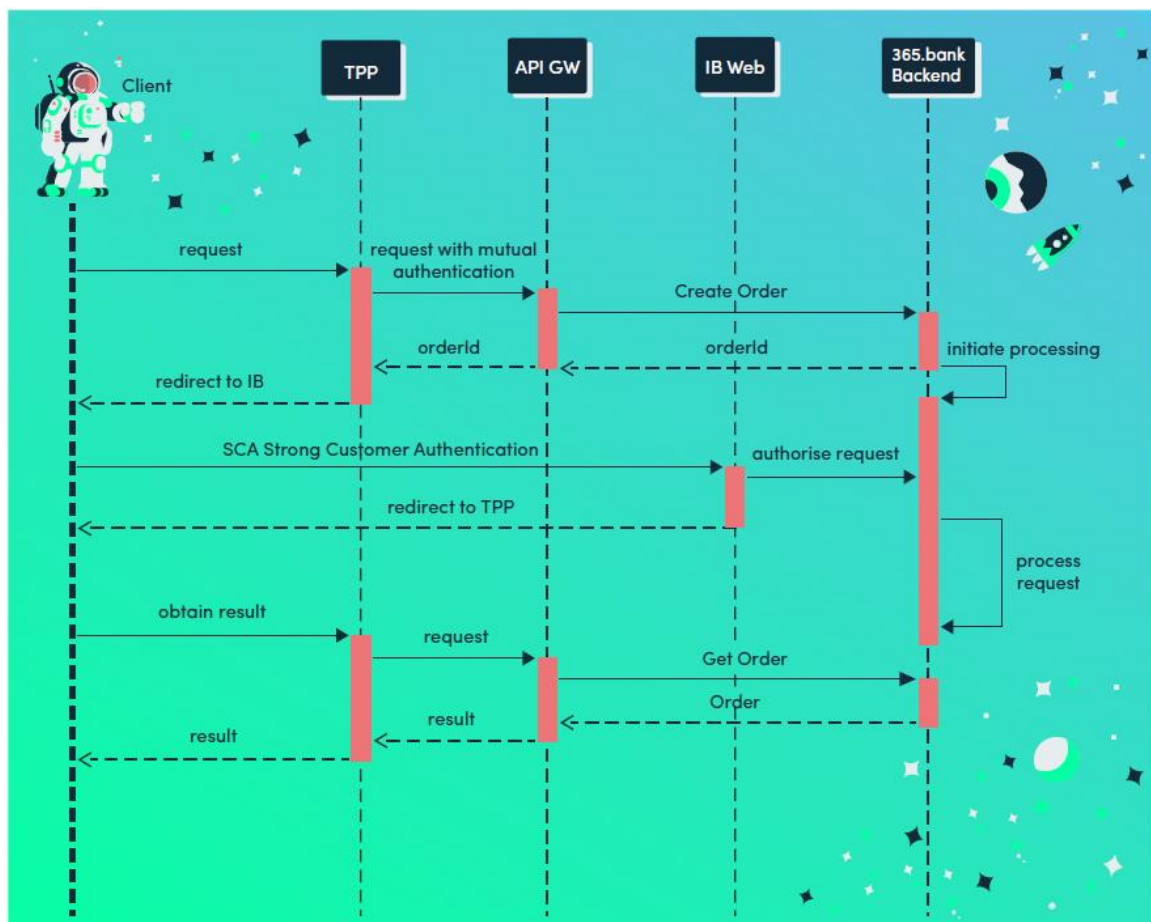 Client
TPP
API GW
IB Web
365.bank
Backend
request
request with mutual
authentication
Create Order
orderId
orderId
initiate processing
redirect to IB
SCA Strong Customer Authentication
authorise request
redirect to TPP
process
request
obtain result
request
Get Order
Order
result
result